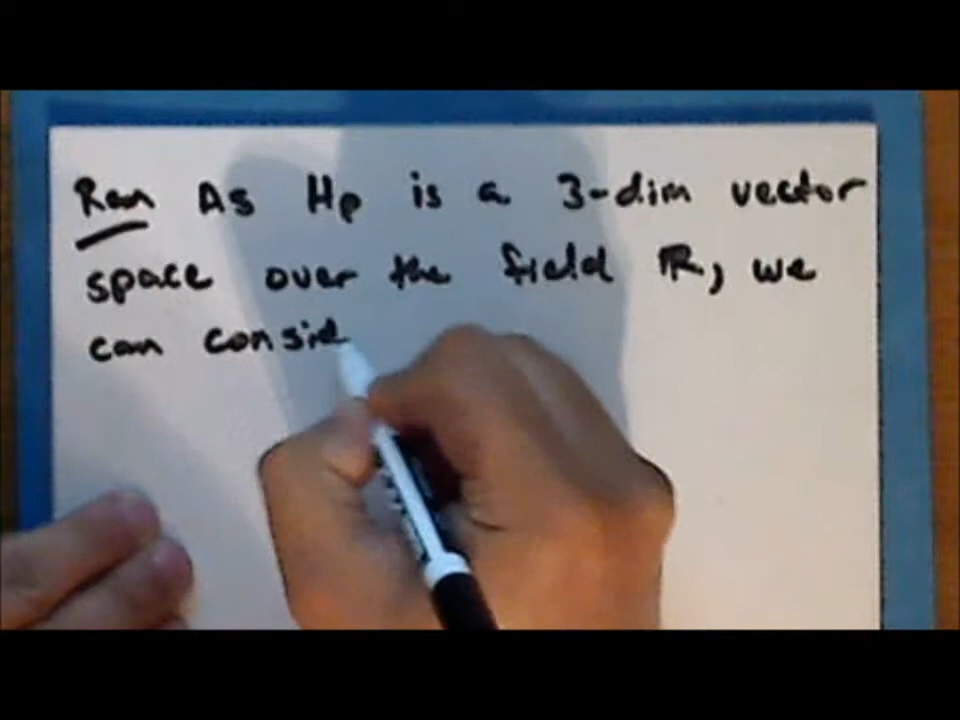 Rem As Hp is a 3-dim vector
space over the field ℝ, we
can consid